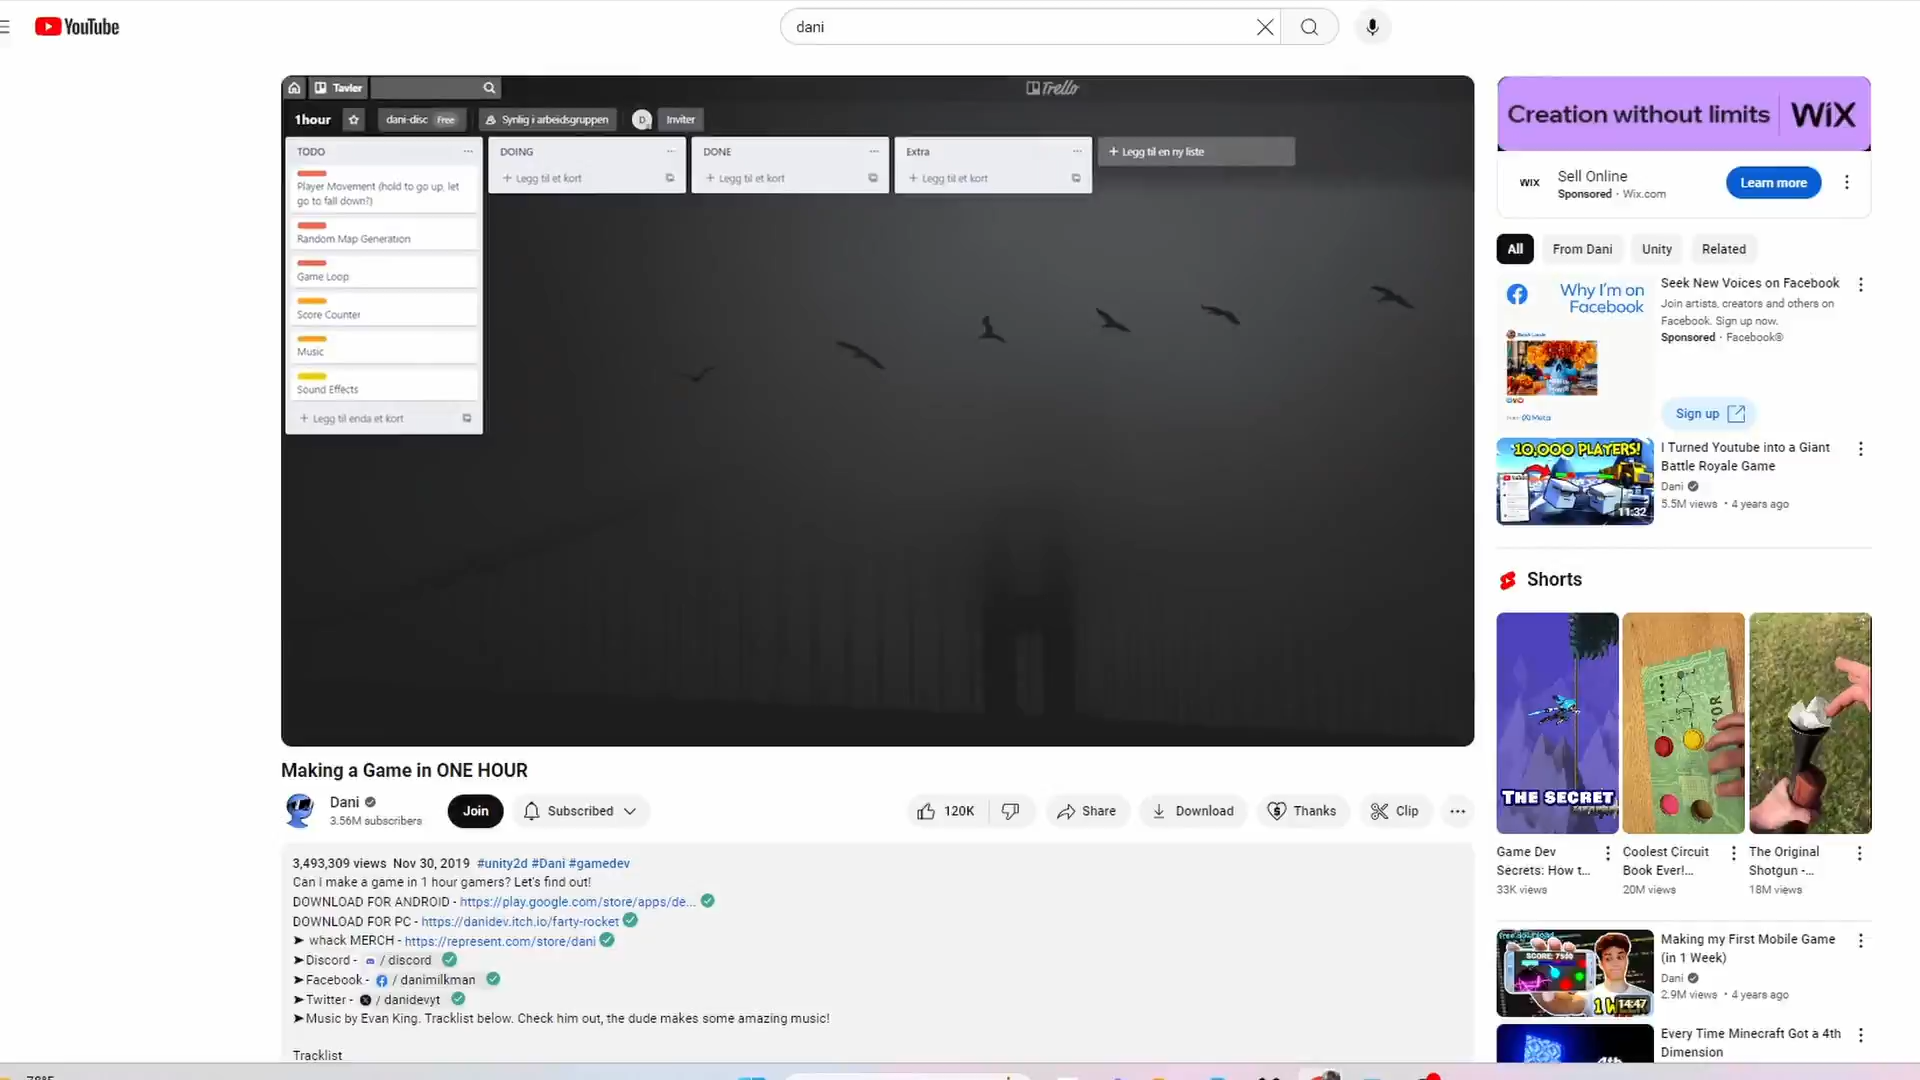 YouTube
dani
Tavler
Trello
1hour
dani-disc Free
Synlig i arbeidsgruppen
D
Inviter
TODO
Player Movement (hold to go up, let
go to fall down?)
Random Map Generation
Game Loop
Score Counter
Music
Sound Effects
+ Legg til enda et kort
DOING
+ Legg til et kort
DONE
+ Legg til et kort
Extra
+ Legg til et kort
+ Legg til en ny liste
Making a Game in ONE HOUR
Dani
3.56M subscribers
Join
Subscribed
120K
Share
Download
Thanks
Clip
3,493,309 views Nov 30, 2019 #unity2d #Dani #gamedev
Can I make a game in 1 hour gamers? Let's find out!
DOWNLOAD FOR ANDROID - https://play.google.com/store/apps/de...
DOWNLOAD FOR PC - https://danidev.itch.io/farty-rocket
➤ whack MERCH - https://represent.com/store/dani
➤Discord - / discord
➤Facebook - / danimilkman
➤Twitter - / danidevyt
➤Music by Evan King. Tracklist below. Check him out, the dude makes some amazing music!
Tracklist
Creation without limits WIX
WIX
Sell Online
Sponsored · Wix.com
Learn more
All
From Dani
Unity
Related
Why I'm on
Facebook
Seek New Voices on Facebook
Join artists, creators and others on
Facebook. Sign up now.
Sponsored · Facebook®
Sign up
Meta
10,000 PLAYERS!
11:32
I Turned Youtube into a Giant
Battle Royale Game
Dani
5.5M views · 4 years ago
Shorts
THE SECRET
Game Dev
Secrets: How t...
33K views
Coolest Circuit
Book Ever!...
20M views
The Original
Shotgun -...
18M views
SCORE: 7500
14:47
Making my First Mobile Game
(in 1 Week)
Dani
2.9M views · 4 years ago
Every Time Minecraft Got a 4th
Dimension